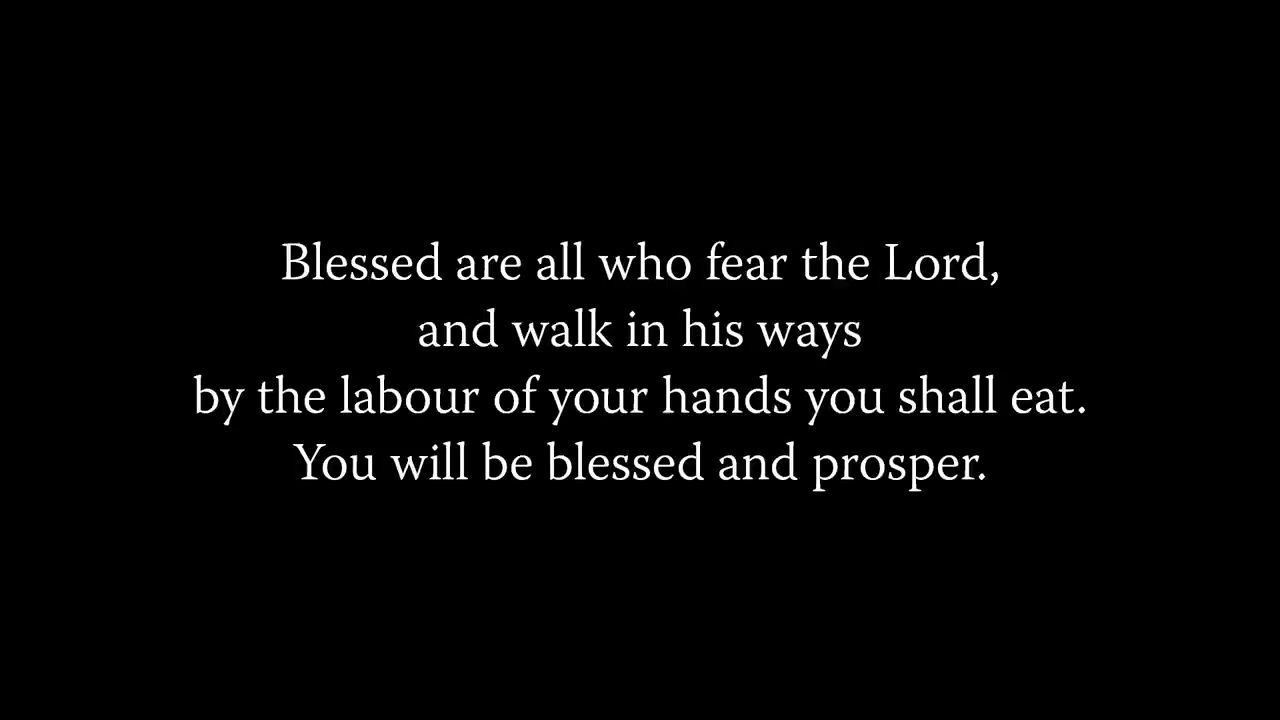 Blessed are all who fear the Lord,
and walk in his ways
by the labour of your hands you shall eat.
You will be blessed and prosper.